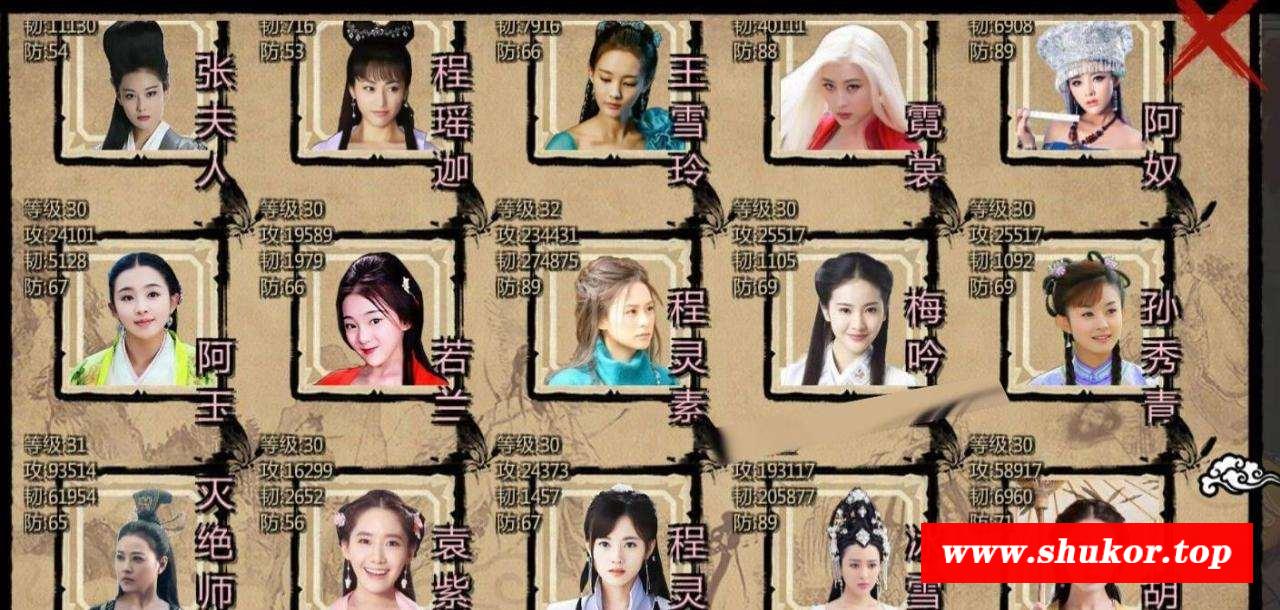 韧:11130
防:54
张夫人
韧:716
防:53
程瑶迦
韧:7916
防:66
王雪玲
韧:40111
防:88
霓裳
韧:6908
防:89
阿奴
等级:30
攻:24101
韧:5128
防:67
阿玉
等级:30
攻:19589
韧:1979
防:66
若兰
等级:32
攻:234431
韧:274875
防:89
程灵素
等级:30
攻:25517
韧:1105
防:69
梅吟
等级:30
攻:25517
韧:1092
防:69
孙秀青
等级:31
攻:93514
韧:61954
防:65
灭绝师
等级:30
攻:16299
韧:2652
防:56
袁紫
等级:30
攻:24373
韧:1457
防:67
程灵
攻:193117
韧:205877
防:89
雪
等级:30
攻:58917
韧:6960
胡
www.shukor.top